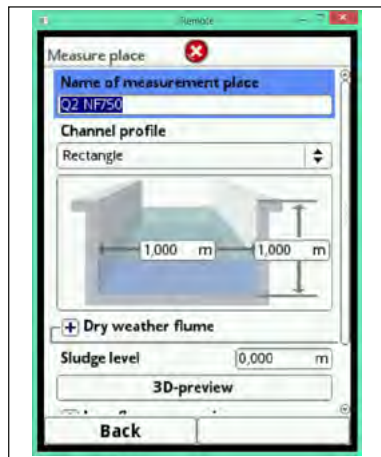 Remote
Measure place
Name of measurement place
Q2 NF750
Channel profile
Rectangle
1,000 m 1,000 m
Dry weather flume
Sludge level 0,000 m
3D-preview
Back